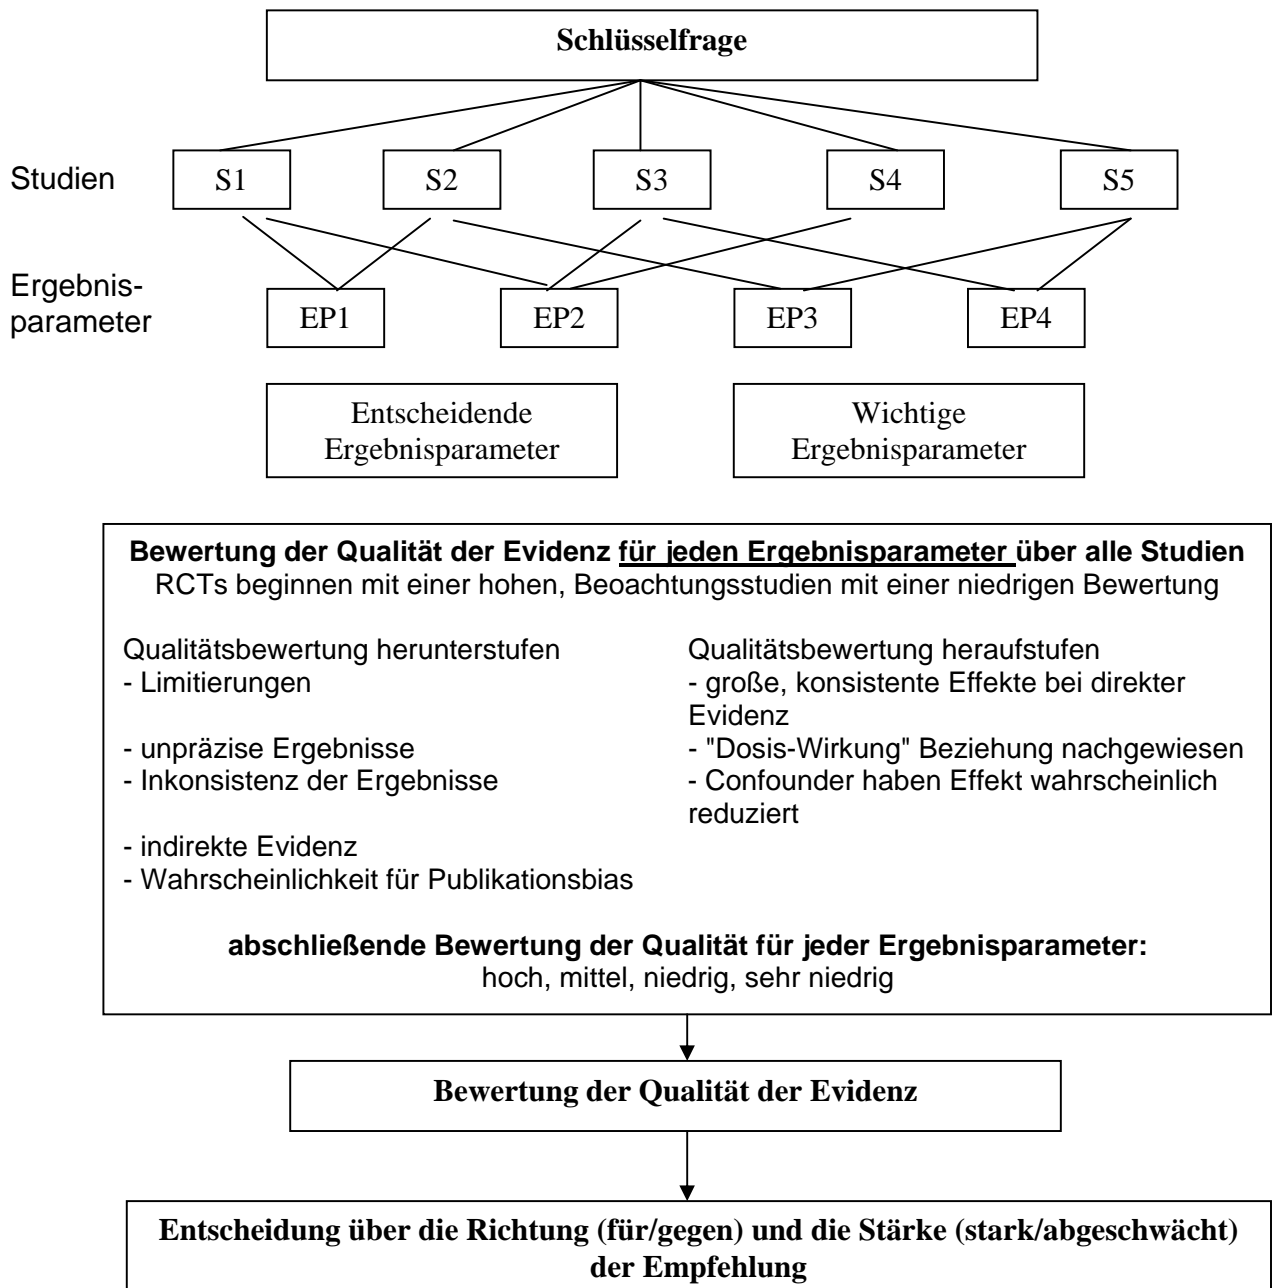 Schlüsselfrage
Studien
S1
S2
S3
S4
S5
Ergebnis-
parameter
EP1
EP2
EP3
EP4
Entscheidende
Ergebnisparameter
Wichtige
Ergebnisparameter
Bewertung der Qualität der Evidenz für jeden Ergebnisparameter über alle Studien
RCTs beginnen mit einer hohen, Beoachtungsstudien mit einer niedrigen Bewertung
Qualitätsbewertung herunterstufen
- Limitierungen
- unpräzise Ergebnisse
- Inkonsistenz der Ergebnisse
- indirekte Evidenz
- Wahrscheinlichkeit für Publikationsbias
Qualitätsbewertung heraufstufen
- große, konsistente Effekte bei direkter
Evidenz
- "Dosis-Wirkung" Beziehung nachgewiesen
- Confounder haben Effekt wahrscheinlich
reduziert
abschließende Bewertung der Qualität für jeder Ergebnisparameter:
hoch, mittel, niedrig, sehr niedrig
Bewertung der Qualität der Evidenz
Entscheidung über die Richtung (für/gegen) und die Stärke (stark/abgeschwächt)
der Empfehlung